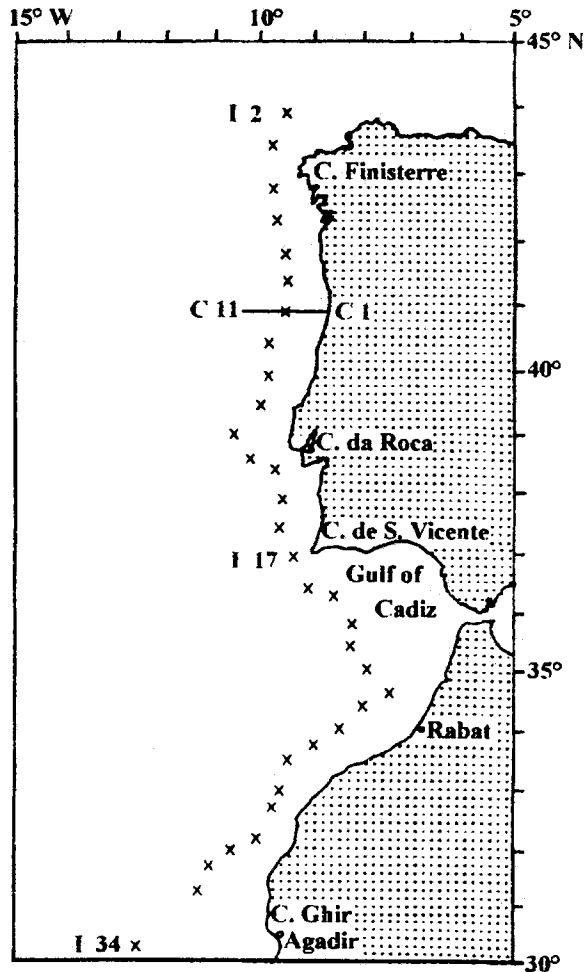 15° W 10° 5°
45° N
I 2
C. Finisterre
C 11 C 1
40°
C. da Roca
C. de S. Vicente
I 17
Gulf of
Cadiz
35°
Rabat
C. Ghir
I 34 Agadir
30°